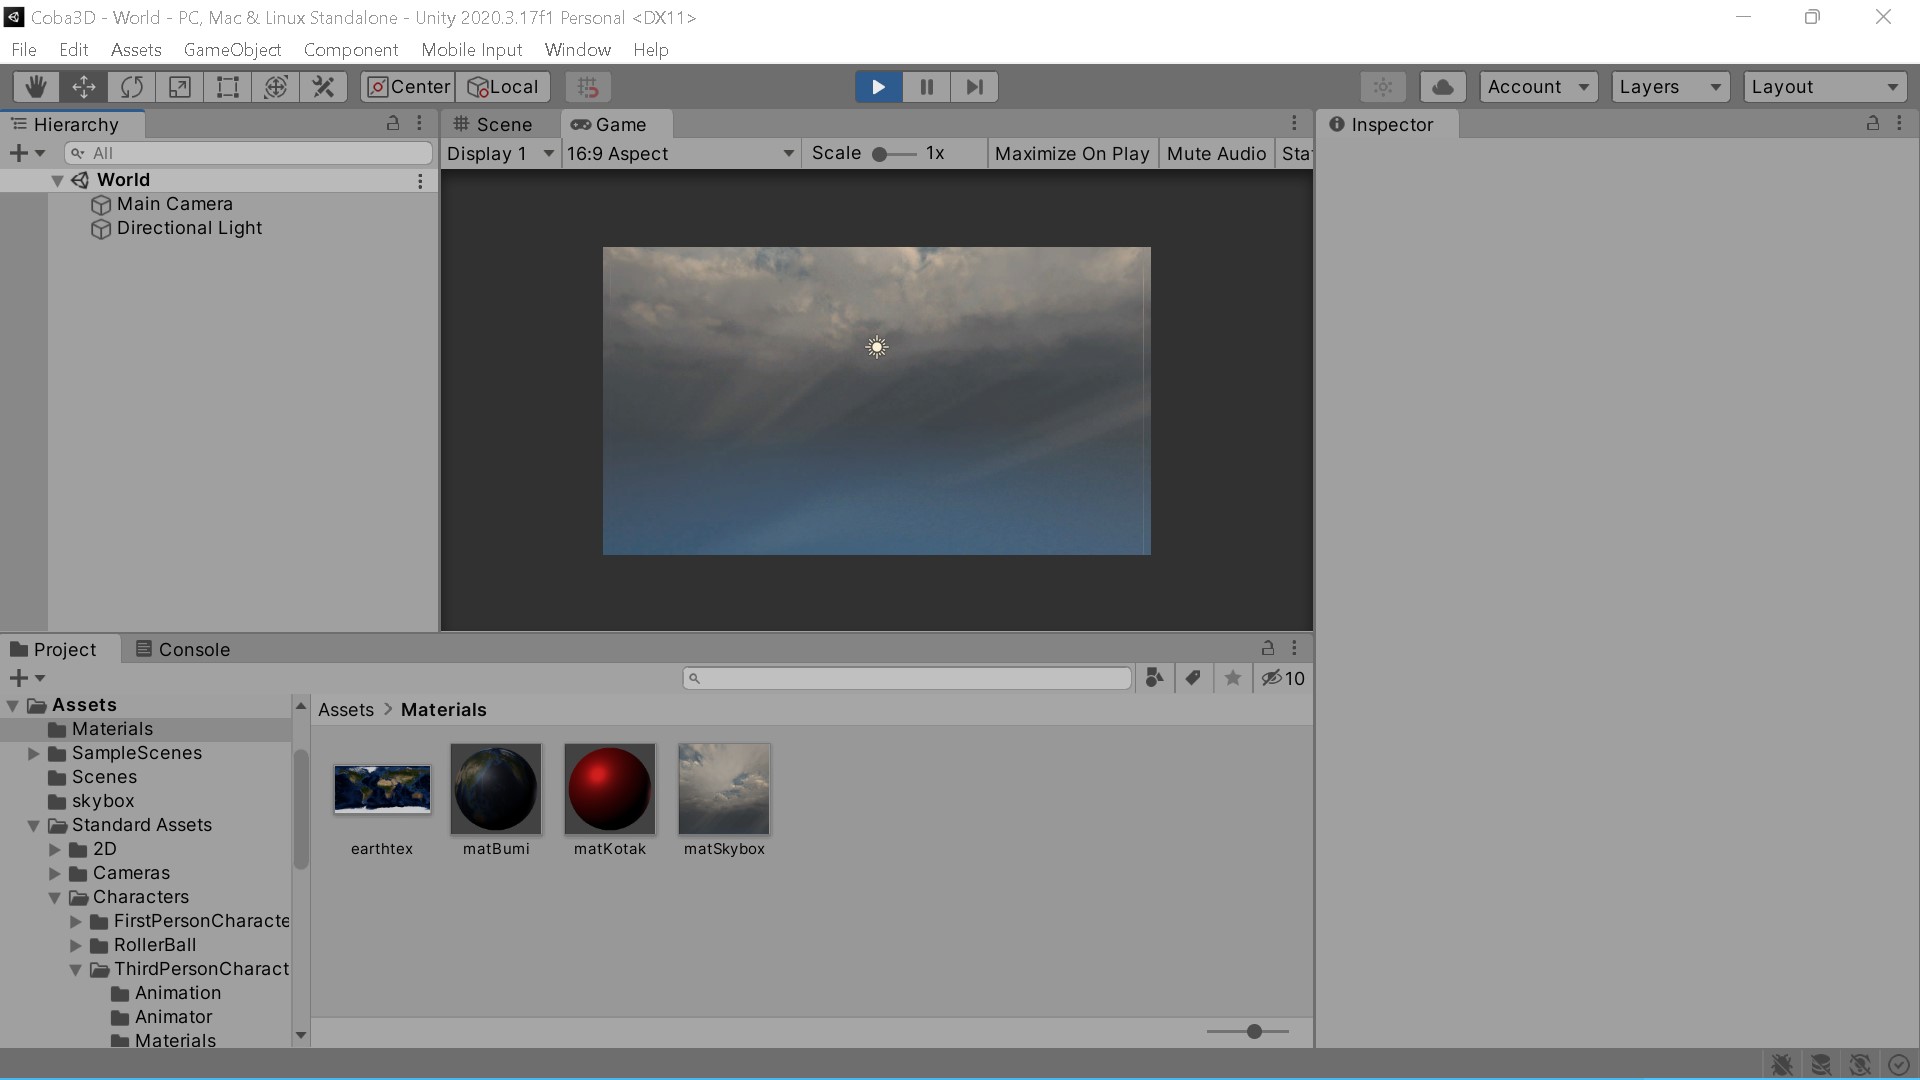 Coba3D - World - PC, Mac & Linux Standalone - Unity 2020.3.17f1 Personal <DX11>
File Edit Assets GameObject Component Mobile Input Window Help
Center Local Account Layers Layout
Hierarchy
All
World
Main Camera
Directional Light
Scene Game
Display 1 16:9 Aspect Scale 1x Maximize On Play Mute Audio Sta
Inspector
Project Console
10
Assets
Materials
SampleScenes
Scenes
skybox
Standard Assets
2D
Cameras
Characters
FirstPersonCharacte
RollerBall
ThirdPersonCharact
Animation
Animator
Materials
Assets > Materials
earthtex matBumi matKotak matSkybox